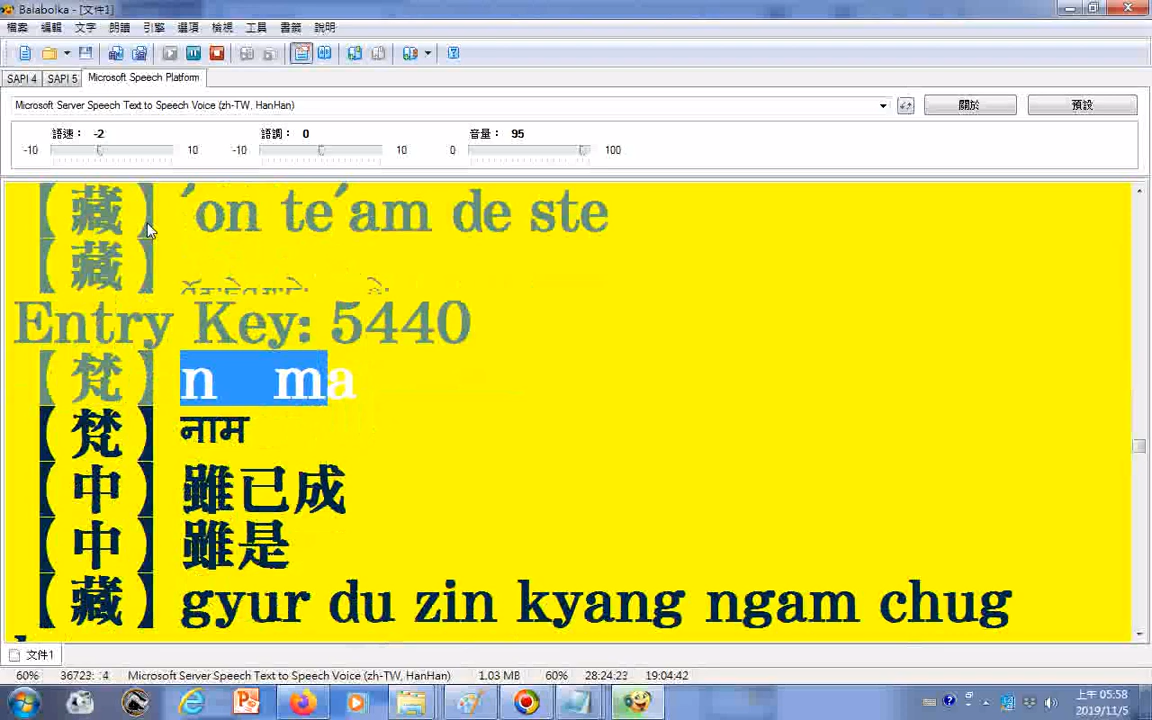 Balabolka - [文件1]
檔案 編輯 文字 朗讀 引擎 選項 檢視 工具 書籤 說明
SAPI 4 SAPI 5 Microsoft Speech Platform
Microsoft Server Speech Text to Speech Voice (zh-TW, HanHan)
關於 預設
語速： -2 語調： 0 音量： 95
-10 10 -10 10 0 100
【藏】 ′on te′am de ste
【藏】
Entry Key: 5440
【梵】 n ma
【梵】 नाम
【中】 雖已成
【中】 雖是
【藏】 gyur du zin kyang ngam chug
文件1
60% 36723: :4 Microsoft Server Speech Text to Speech Voice (zh-TW, HanHan) 1.03 MB 60% 28:24:23 19:04:42
上午 05:58
2019/11/5